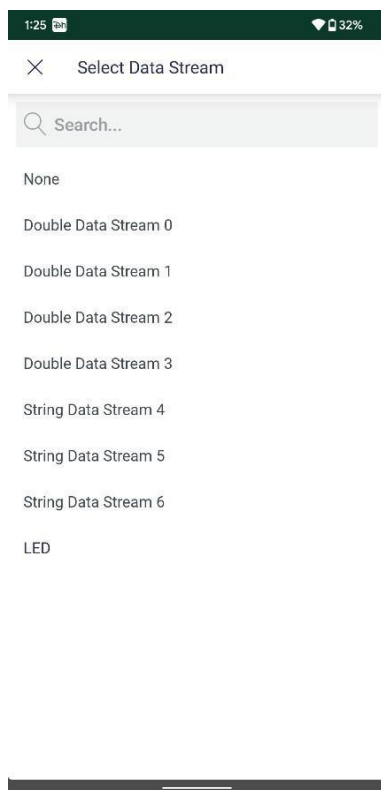 1:25 32%
Select Data Stream
Search...
None
Double Data Stream 0
Double Data Stream 1
Double Data Stream 2
Double Data Stream 3
String Data Stream 4
String Data Stream 5
String Data Stream 6
LED